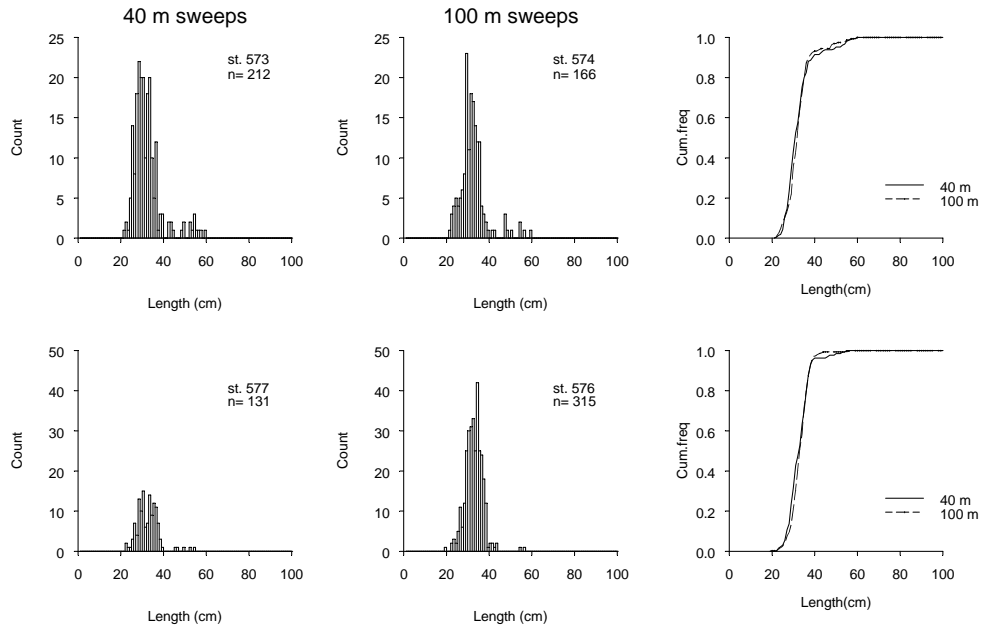 40 m sweeps
100 m sweeps
25
20
15
10
5
0
Count
st. 573
n= 212
0 20 40 60 80 100
Length (cm)
25
20
15
10
5
0
Count
st. 574
n= 166
0 20 40 60 80 100
Length (cm)
1.0
0.8
0.6
0.4
0.2
0.0
Cum.freq
40 m
100 m
0 20 40 60 80 100
Length(cm)
50
40
30
20
10
0
Count
st. 577
n= 131
0 20 40 60 80 100
Length (cm)
50
40
30
20
10
0
Count
st. 576
n= 315
0 20 40 60 80 100
Length (cm)
1.0
0.8
0.6
0.4
0.2
0.0
Cum.freq
40 m
100 m
0 20 40 60 80 100
Length(cm)